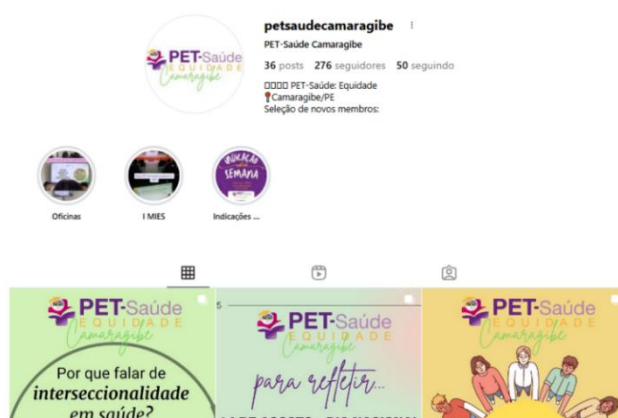 petsaudecamaragibe
PET-Saúde Camaragibe
PET-Saúde
EQUIDADE
Camaragibe
36 posts 276 seguidores 50 seguindo
PET-Saúde: Equidade
Camaragibe/PE
Seleção de novos membros:
INDICAÇÃO
SEMANA
Oficinas
I MIES
Indicações ...
PET-Saúde
EQUIDADE
Camaragibe
Por que falar de
interseccionalidade
em saúde?
PET-Saúde
EQUIDADE
Camaragibe
para refletir...
PET-Saúde
EQUIDADE
Camaragibe